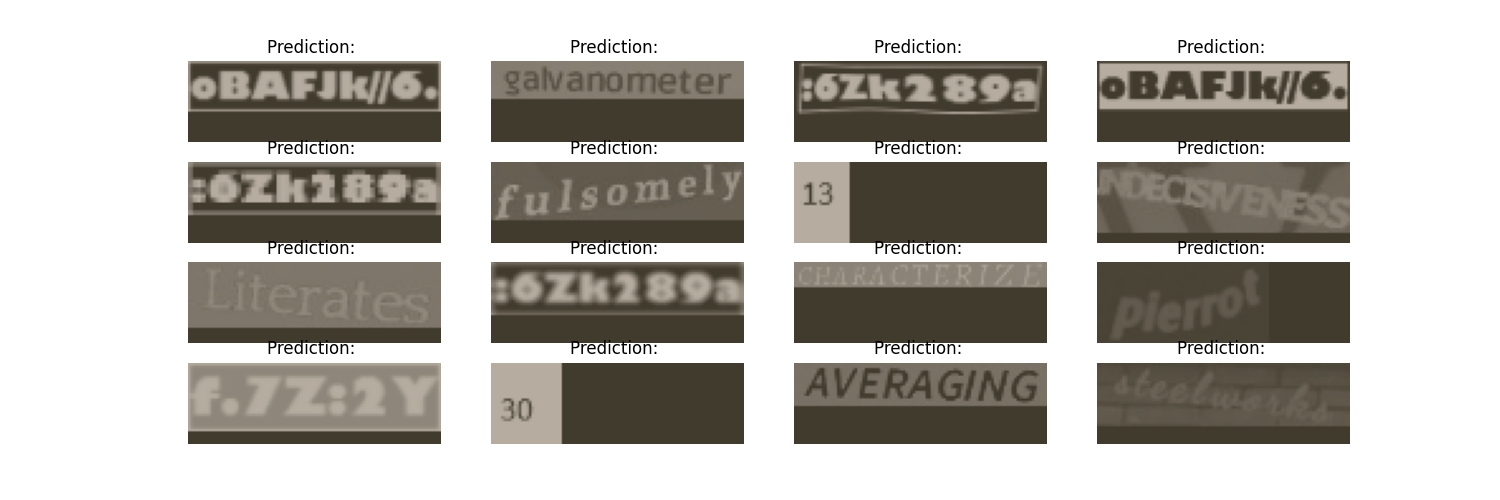 Prediction: Prediction: Prediction: Prediction:
oBAFJk//6. galvanometer :6Zk289a oBAFJk//6.
Prediction: Prediction: Prediction: Prediction:
:6Zk289a fulsomely 13 INDECISIVENESS
Prediction: Prediction: Prediction: Prediction:
Literates :6Zk289a CHARACTERIZE pierrot
Prediction: Prediction: Prediction: Prediction:
f.7Z:2Y 30 AVERAGING steelworks